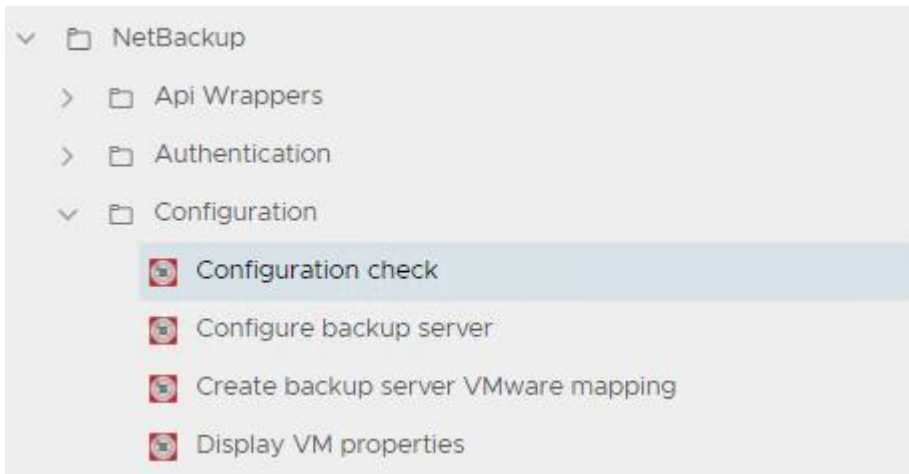 NetBackup
Api Wrappers
Authentication
Configuration
Configuration check
Configure backup server
Create backup server VMware mapping
Display VM properties